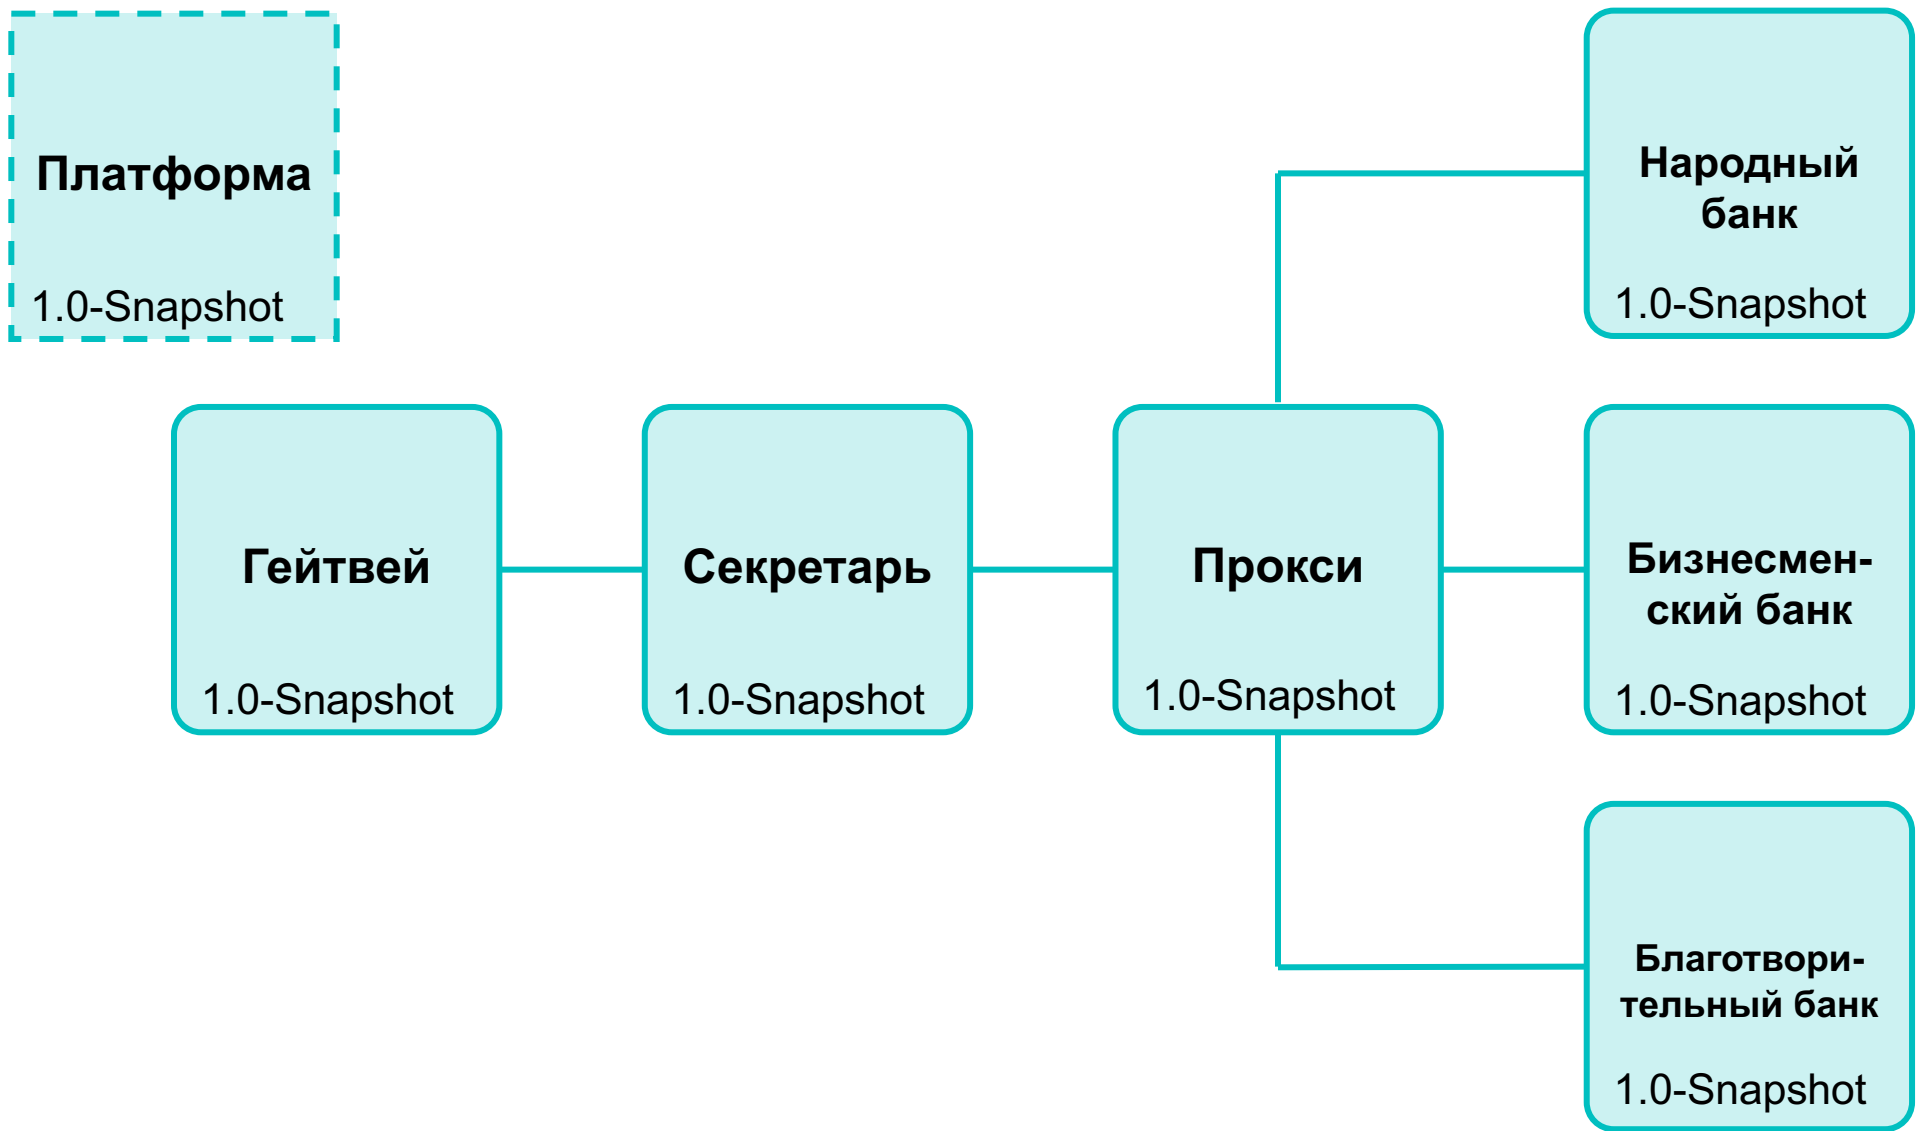 Платформа
1.0-Snapshot
Народный
банк
1.0-Snapshot
Гейтвей
1.0-Snapshot
Секретарь
1.0-Snapshot
Прокси
1.0-Snapshot
Бизнесмен-
ский банк
1.0-Snapshot
Благотвори-
тельный банк
1.0-Snapshot